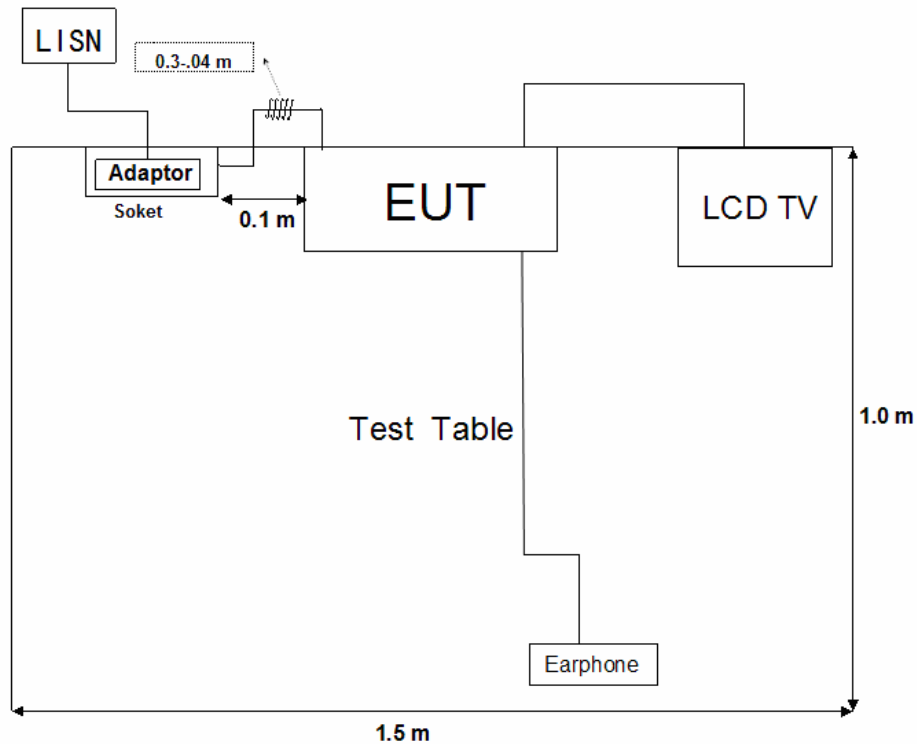 LISN
0.3-.04 m
Adaptor
Soket
0.1 m
EUT
LCD TV
Test Table
1.0 m
Earphone
1.5 m